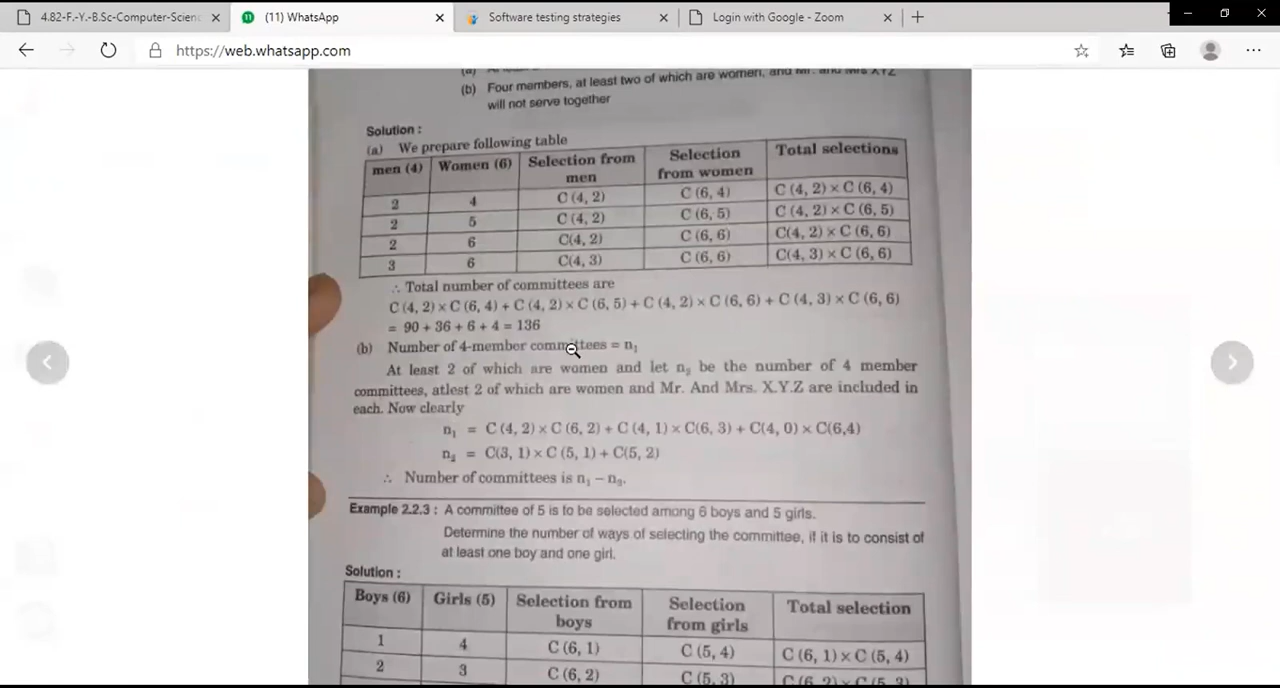 4.82-F.-Y.-B.Sc-Computer-Scienc
(11) WhatsApp
Software testing strategies
Login with Google - Zoom
https://web.whatsapp.com
(b) Four members, at least two of which are women, and Mr. and Mrs XYZ
will not serve together
Solution :
(a) We prepare following table
men (4) Women (6) Selection from men Selection from women Total selections
2 4 C (4, 2) C (6, 4) C (4, 2) × C (6, 4)
2 5 C (4, 2) C (6, 5) C (4, 2) × C (6, 5)
2 6 C(4, 2) C (6, 6) C(4, 2) × C (6, 6)
3 6 C(4, 3) C (6, 6) C(4, 3) × C (6, 6)
∴ Total number of committees are
C (4, 2) × C (6, 4) + C (4, 2) × C (6, 5) + C (4, 2) × C (6, 6) + C (4, 3) × C (6, 6)
= 90 + 36 + 6 + 4 = 136
(b) Number of 4-member committees = n₁
At least 2 of which are women and let n₂ be the number of 4 member
committees, atlest 2 of which are women and Mr. And Mrs. X.Y.Z are included in
each. Now clearly
n₁ = C (4, 2) × C (6, 2) + C (4, 1) × C(6, 3) + C(4, 0) × C(6,4)
n₂ = C(3, 1) × C (5, 1) + C(5, 2)
∴ Number of committees is n₁ – n₂.
Example 2.2.3 : A committee of 5 is to be selected among 6 boys and 5 girls.
Determine the number of ways of selecting the committee, if it is to consist of
at least one boy and one girl.
Solution :
Boys (6) Girls (5) Selection from boys Selection from girls Total selection
1 4 C (6, 1) C (5, 4) C (6, 1) × C (5, 4)
2 3 C (6, 2) C (5, 3) C (6, 2) × C (5, 3)